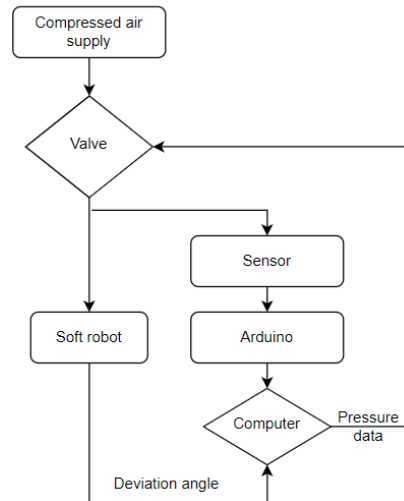 Compressed air
supply
Valve
Sensor
Soft robot
Arduino
Computer
Pressure
data
Deviation angle